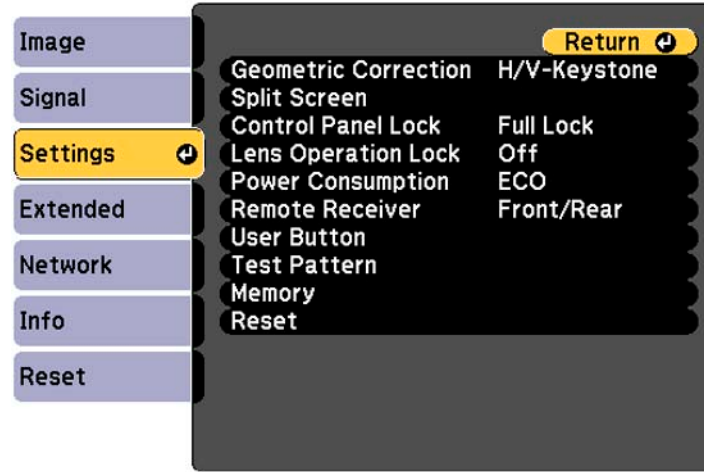 Image
Signal
Settings
Extended
Network
Info
Reset
Return
Geometric Correction H/V-Keystone
Split Screen
Control Panel Lock Full Lock
Lens Operation Lock Off
Power Consumption ECO
Remote Receiver Front/Rear
User Button
Test Pattern
Memory
Reset